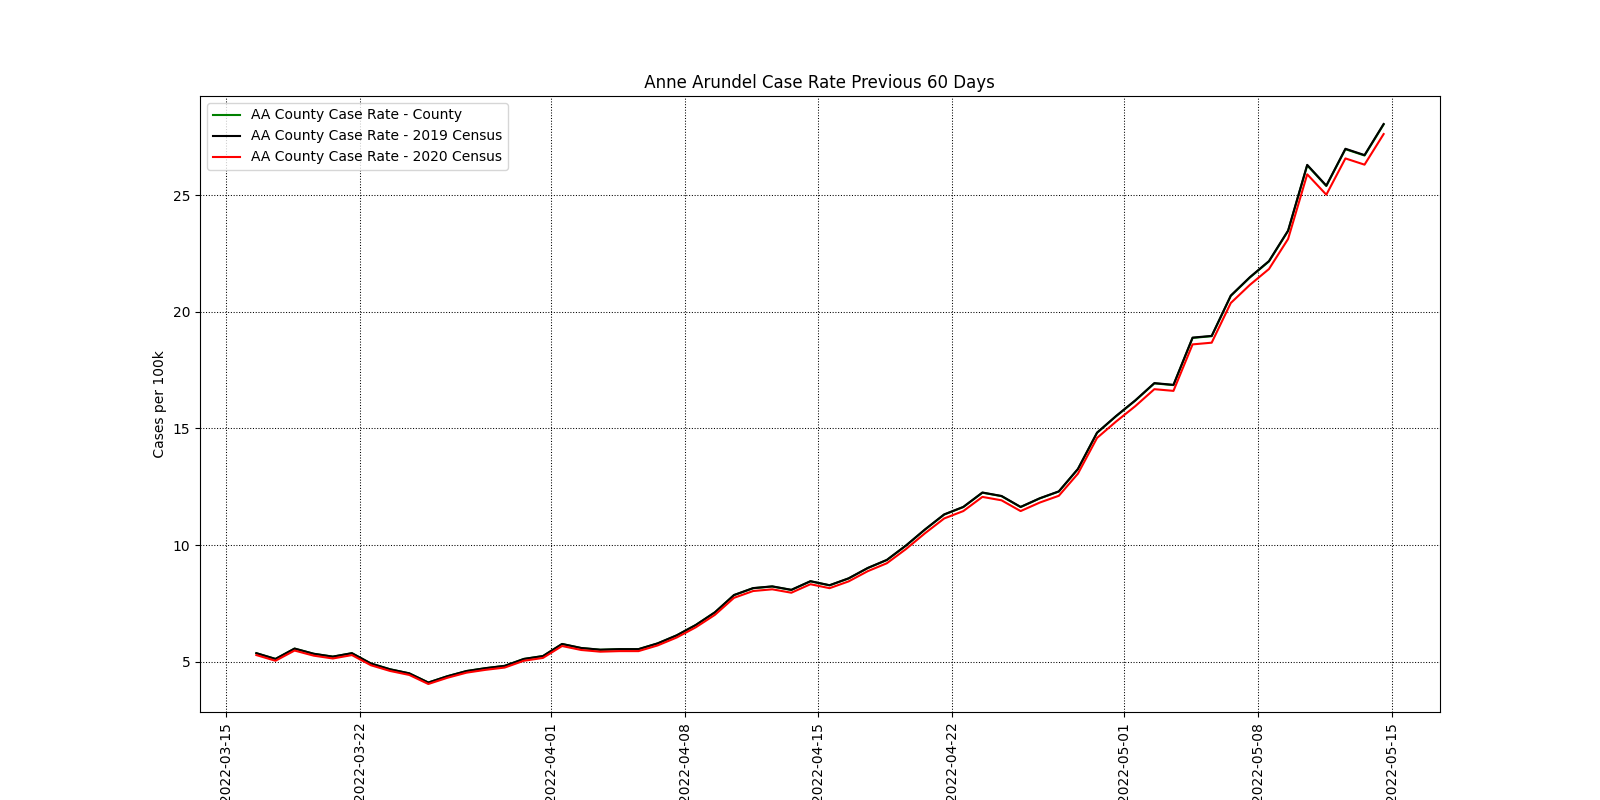 Anne Arundel Case Rate Previous 60 Days
AA County Case Rate - County
AA County Case Rate - 2019 Census
AA County Case Rate - 2020 Census
Cases per 100k
25
20
15
10
5
2022-03-15
2022-03-22
2022-04-01
2022-04-08
2022-04-15
2022-04-22
2022-05-01
2022-05-08
2022-05-15